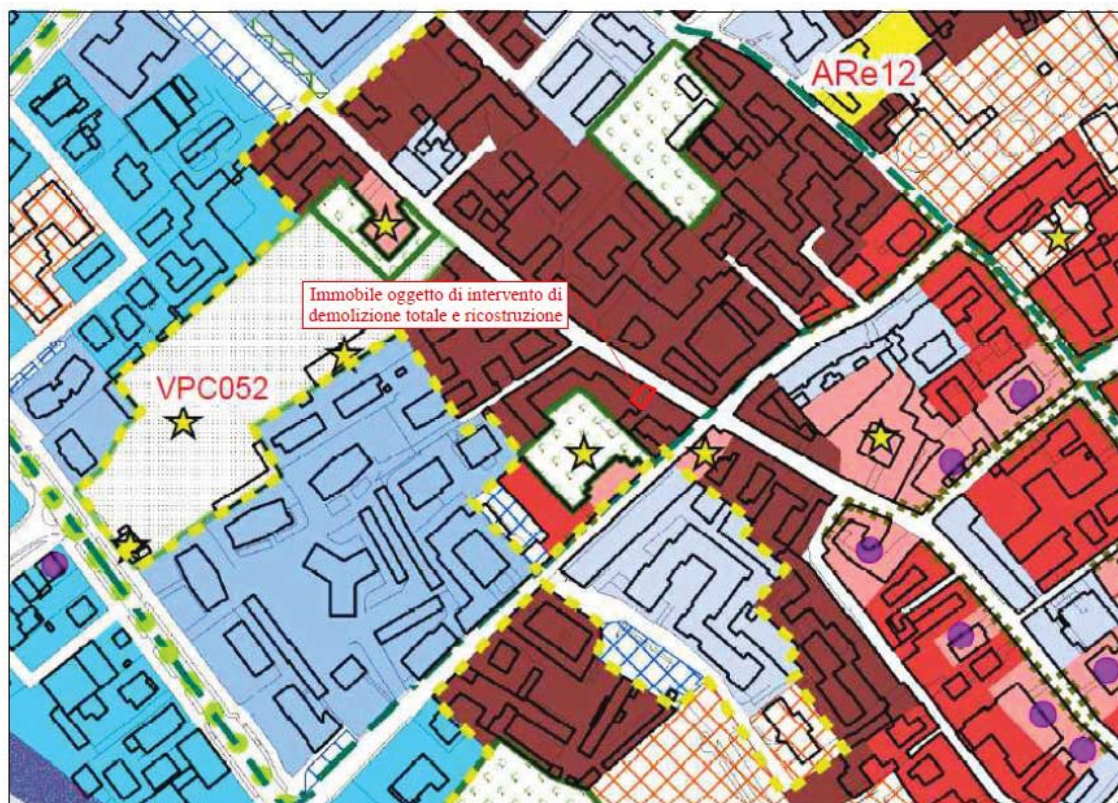 ARe12
Immobile oggetto di intervento di
demolizione totale e ricostruzione
VPC052